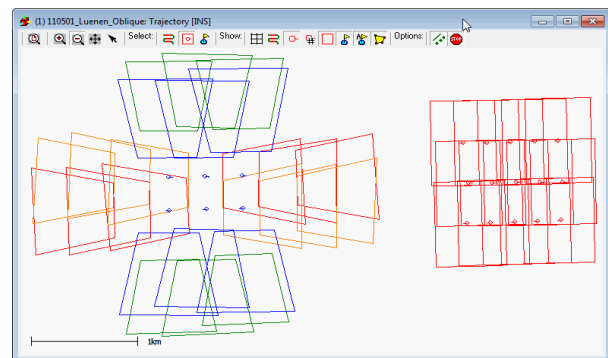 (1) 110501_Luenen_Oblique: Trajectory [INS]
Select: Show: Options:
STOP
1km